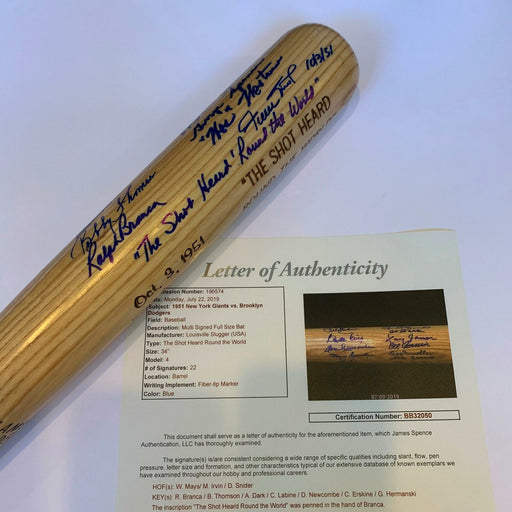 10/3/51
Bobby Thomson
Ralph Branca
"The Shot Heard 'Round the World"
"THE SHOT HEARD
ROUND THE WORLD"
Oct. 3, 1951
Letter of Authenticity
mission Number: 196574
Date: Monday, July 22, 2019
Subject: 1951 New York Giants vs. Brooklyn
Dodgers
Field: Baseball
Description: Multi Signed Full Size Bat
Manufacturer: Louisville Slugger (USA)
Type: The Shot Heard Round the World
Size: 34"
Model: 4
# of Signatures: 22
Location: Barrel
Writing Implement: Fiber-tip Marker
Color: Blue
07-09-2019
Certification Number: BB32050
This document shall serve as a letter of authenticity for the aforementioned item, which James Spence
Authentication, LLC has thoroughly examined.
The signature(s) is/are consistent considering a wide range of specific qualities including slant, flow, pen
pressure, letter size and formation, and other characteristics typical of our extensive database of known exemplars we
have examined throughout our hobby and professional careers.
HOF(s): W. Mays/ M. Irvin / D. Snider
KEY(s): R. Branca / B. Thomson / A. Dark / C. Labine / D. Newcombe / C. Erskine / G. Hermanski
The inscription "The Shot Round the World" was penned in the hand of Branca.